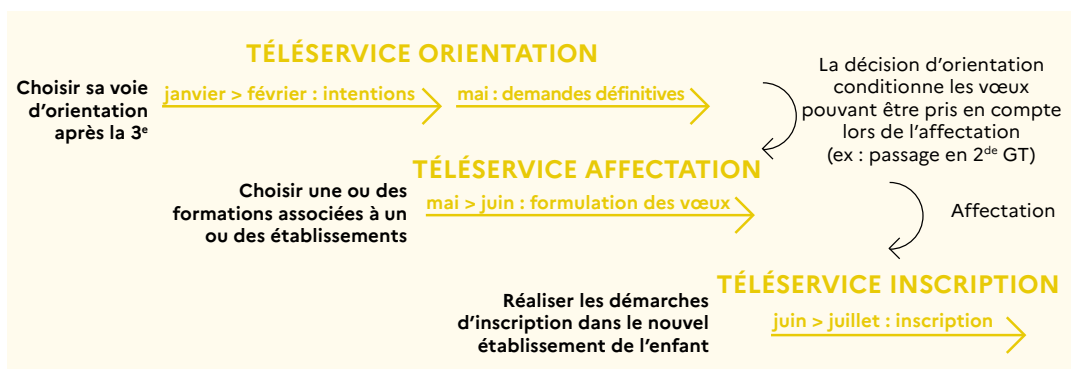 TÉLÉSERVICE ORIENTATION
Choisir sa voie
d’orientation
après la 3e
janvier > février : intentions
mai : demandes définitives
La décision d’orientation
conditionne les vœux
pouvant être pris en compte
lors de l’affectation
(ex : passage en 2de GT)
TÉLÉSERVICE AFFECTATION
Choisir une ou des
formations associées à un
ou des établissements
mai > juin : formulation des vœux
Affectation
TÉLÉSERVICE INSCRIPTION
Réaliser les démarches
d’inscription dans le nouvel
établissement de l’enfant
juin > juillet : inscription